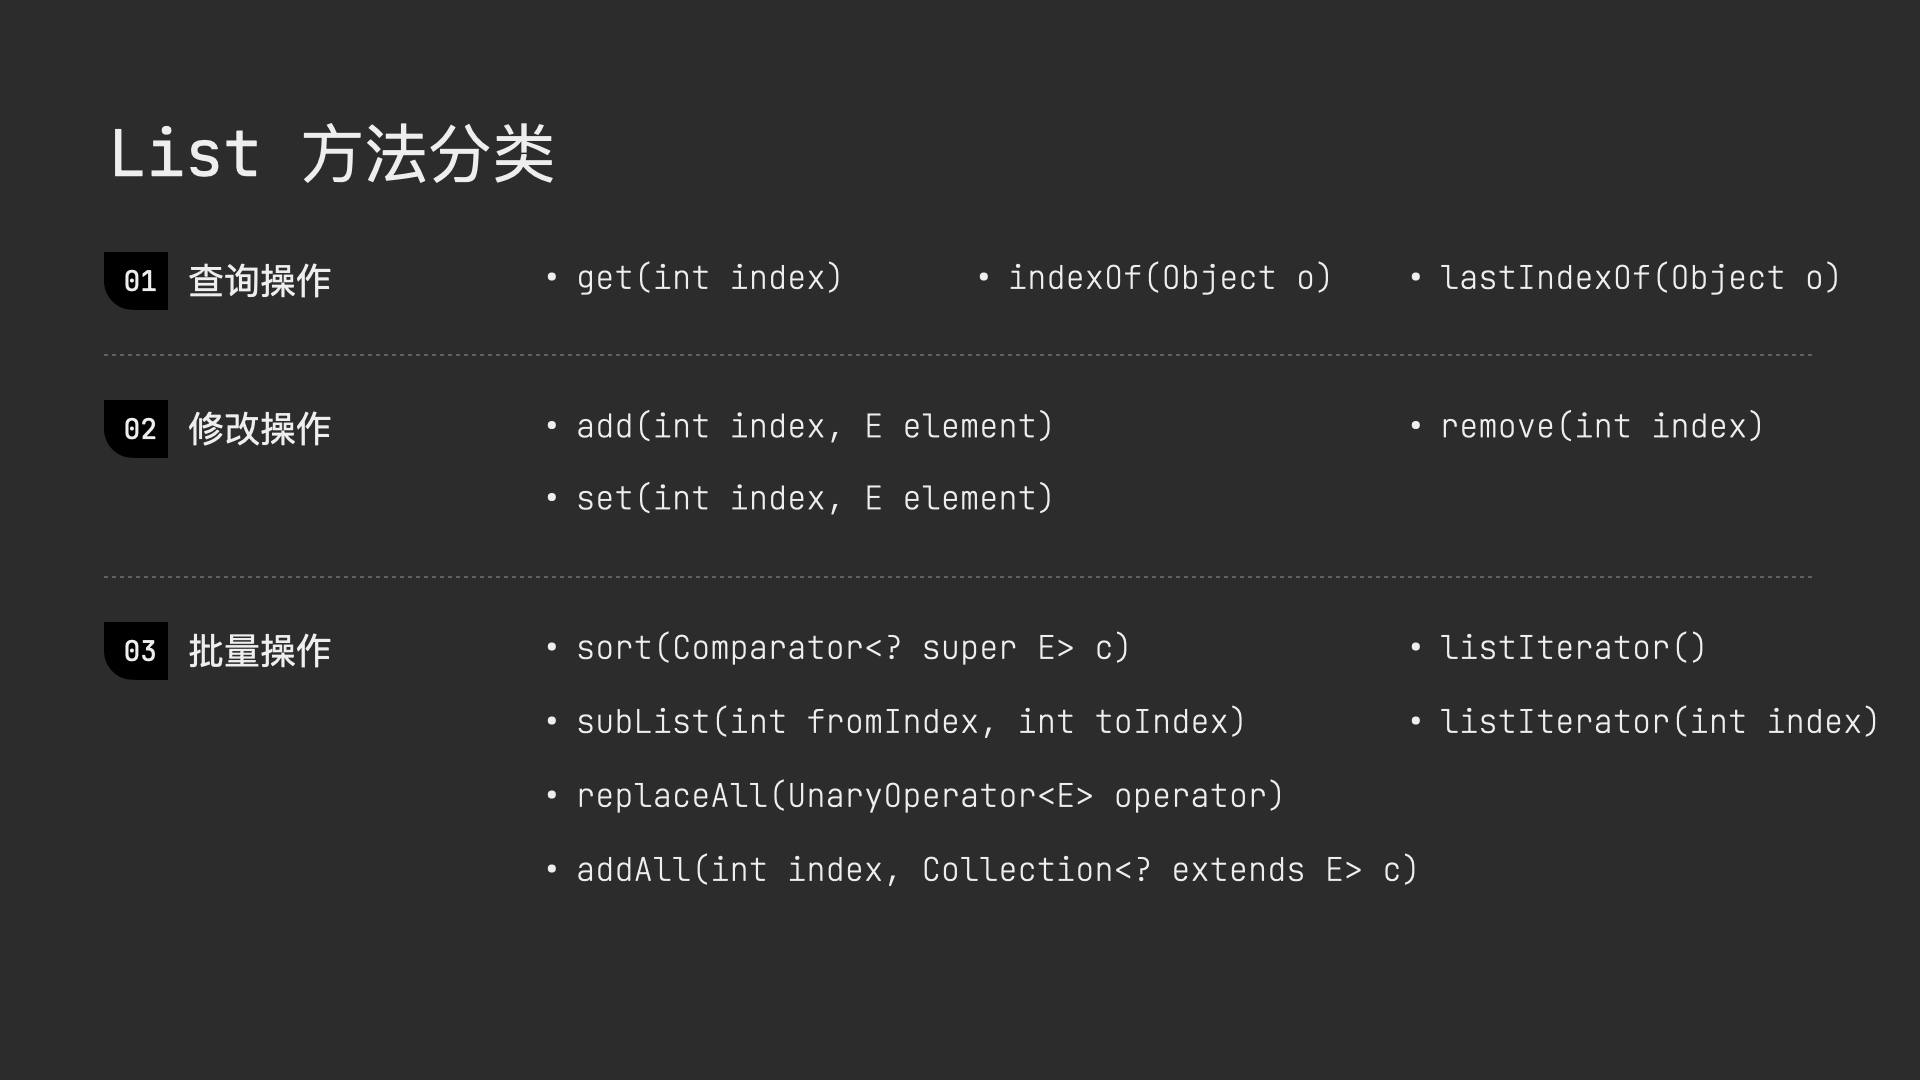 List 方法分类
01 查询操作
• get(int index)
• indexOf(Object o)
• lastIndexOf(Object o)
02 修改操作
• add(int index, E element)
• remove(int index)
• set(int index, E element)
03 批量操作
• sort(Comparator<? super E> c)
• listIterator()
• subList(int fromIndex, int toIndex)
• listIterator(int index)
• replaceAll(UnaryOperator<E> operator)
• addAll(int index, Collection<? extends E> c)